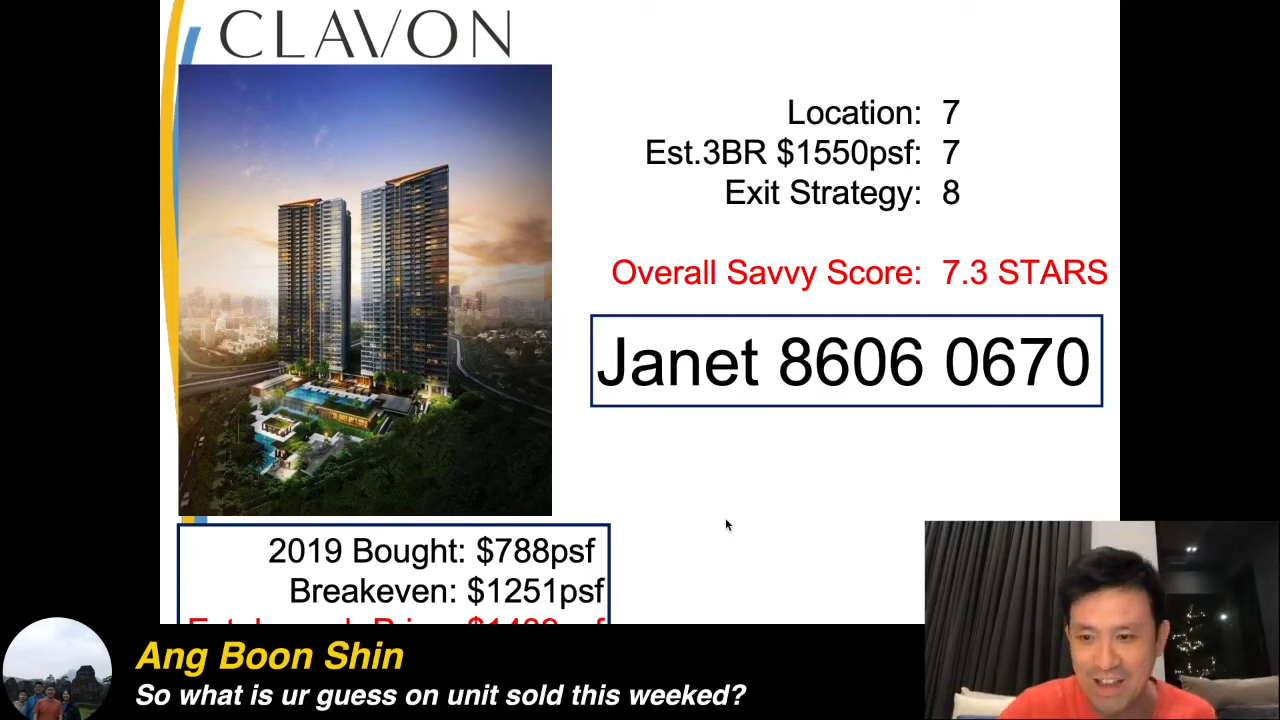 CLAVON
Location: 7
Est.3BR $1550psf: 7
Exit Strategy: 8
Overall Savvy Score: 7.3 STARS
Janet 8606 0670
2019 Bought: $788psf
Breakeven: $1251psf
Ang Boon Shin
So what is ur guess on unit sold this weeked?